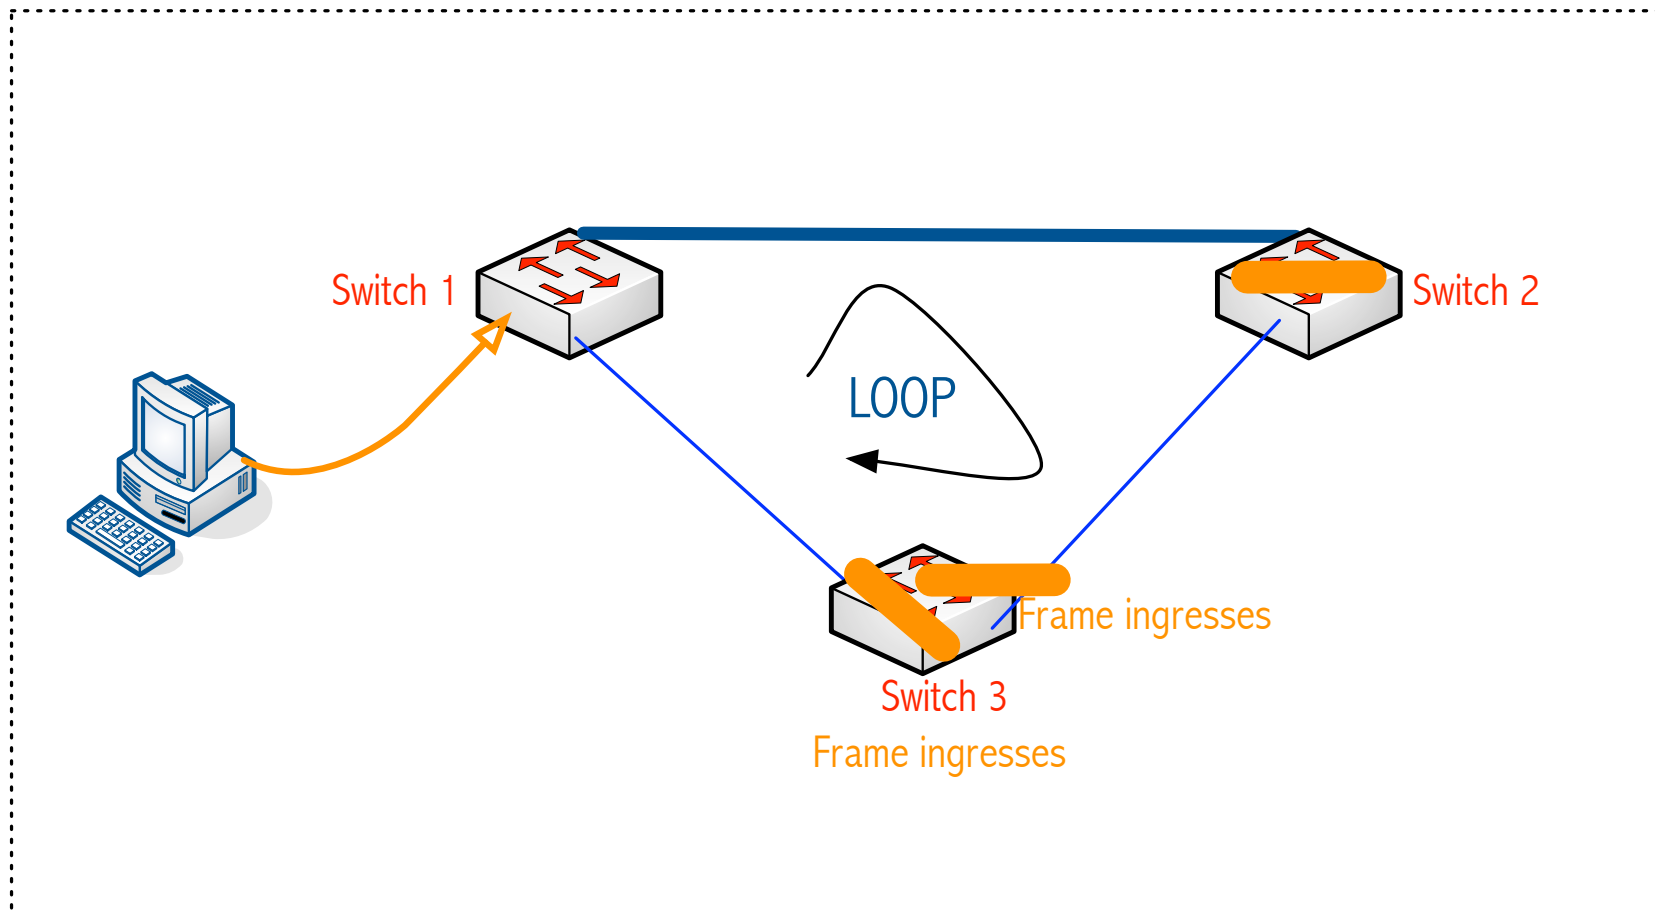 Switch 1
Switch 2
LOOP
Frame ingresses
Switch 3
Frame ingresses